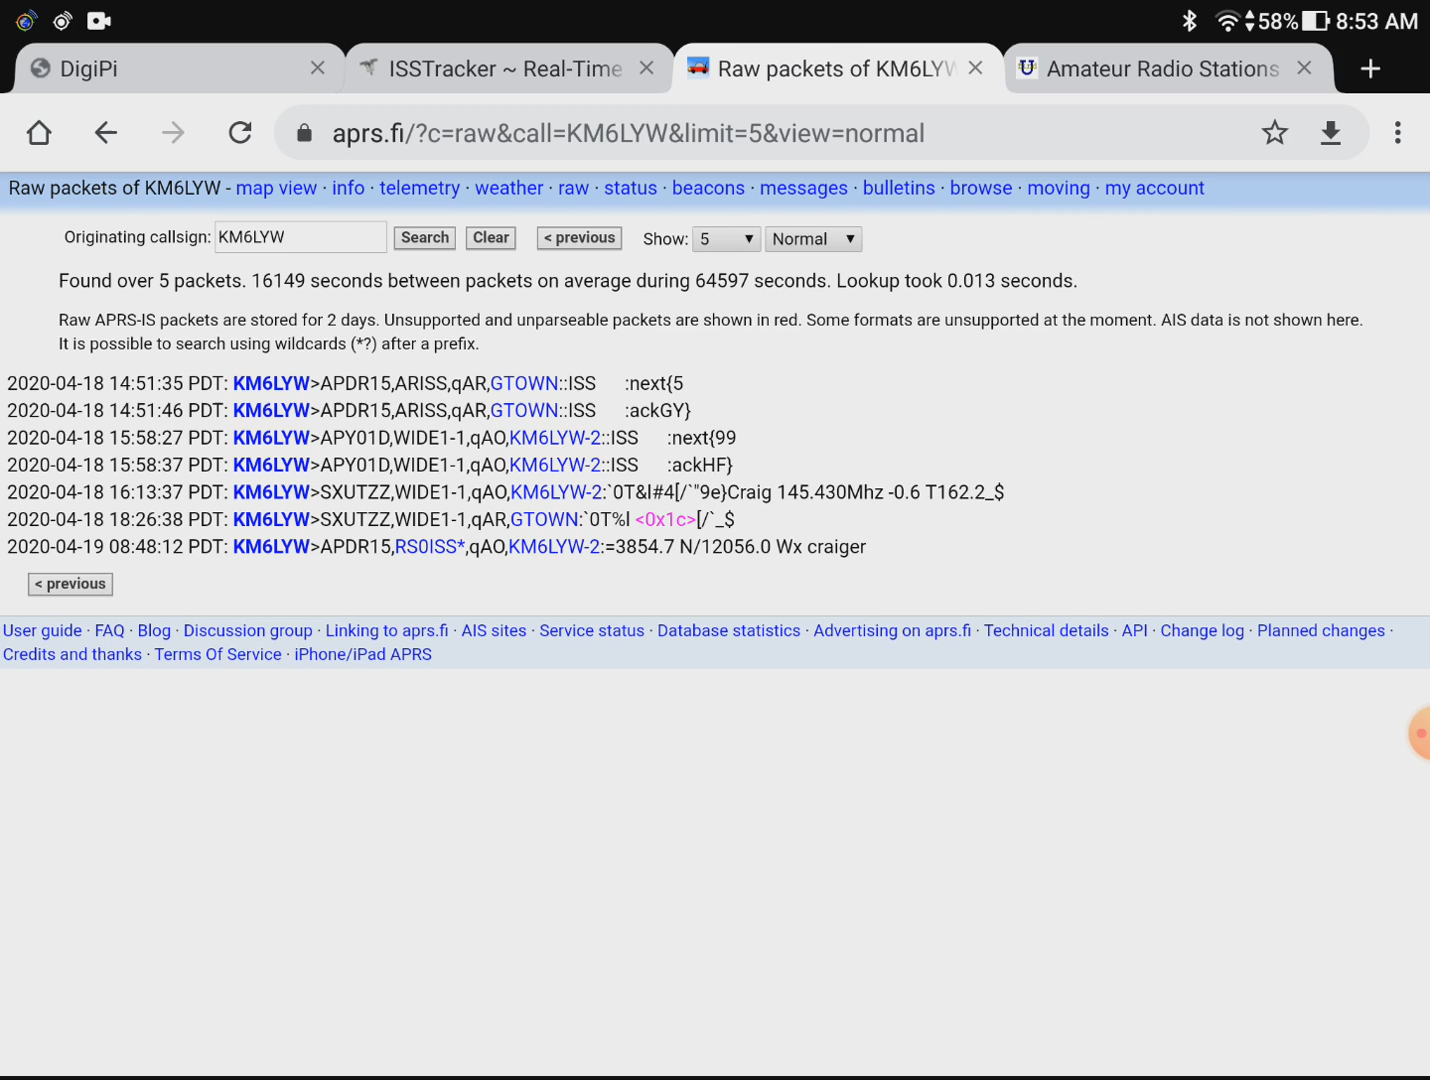 58% 8:53 AM
DigiPi
ISSTracker ~ Real-Time
Raw packets of KM6LYW
Amateur Radio Stations
aprs.fi/?c=raw&call=KM6LYW&limit=5&view=normal
Raw packets of KM6LYW - map view · info · telemetry · weather · raw · status · beacons · messages · bulletins · browse · moving · my account
Originating callsign: KM6LYW Search Clear < previous Show: 5 ▼ Normal ▼
Found over 5 packets. 16149 seconds between packets on average during 64597 seconds. Lookup took 0.013 seconds.
Raw APRS-IS packets are stored for 2 days. Unsupported and unparseable packets are shown in red. Some formats are unsupported at the moment. AIS data is not shown here.
It is possible to search using wildcards (*?) after a prefix.
2020-04-18 14:51:35 PDT: KM6LYW>APDR15,ARISS,qAR,GTOWN::ISS      :next{5
2020-04-18 14:51:46 PDT: KM6LYW>APDR15,ARISS,qAR,GTOWN::ISS      :ackGY}
2020-04-18 15:58:27 PDT: KM6LYW>APY01D,WIDE1-1,qAO,KM6LYW-2::ISS      :next{99
2020-04-18 15:58:37 PDT: KM6LYW>APY01D,WIDE1-1,qAO,KM6LYW-2::ISS      :ackHF}
2020-04-18 16:13:37 PDT: KM6LYW>SXUTZZ,WIDE1-1,qAO,KM6LYW-2:`0T&l#4[/`"9e}Craig 145.430Mhz -0.6 T162.2_$
2020-04-18 18:26:38 PDT: KM6LYW>SXUTZZ,WIDE1-1,qAR,GTOWN:`0T%l <0x1c>[/`_$
2020-04-19 08:48:12 PDT: KM6LYW>APDR15,RS0ISS*,qAO,KM6LYW-2:=3854.7 N/12056.0 Wx craiger
< previous
User guide · FAQ · Blog · Discussion group · Linking to aprs.fi · AIS sites · Service status · Database statistics · Advertising on aprs.fi · Technical details · API · Change log · Planned changes ·
Credits and thanks · Terms Of Service · iPhone/iPad APRS